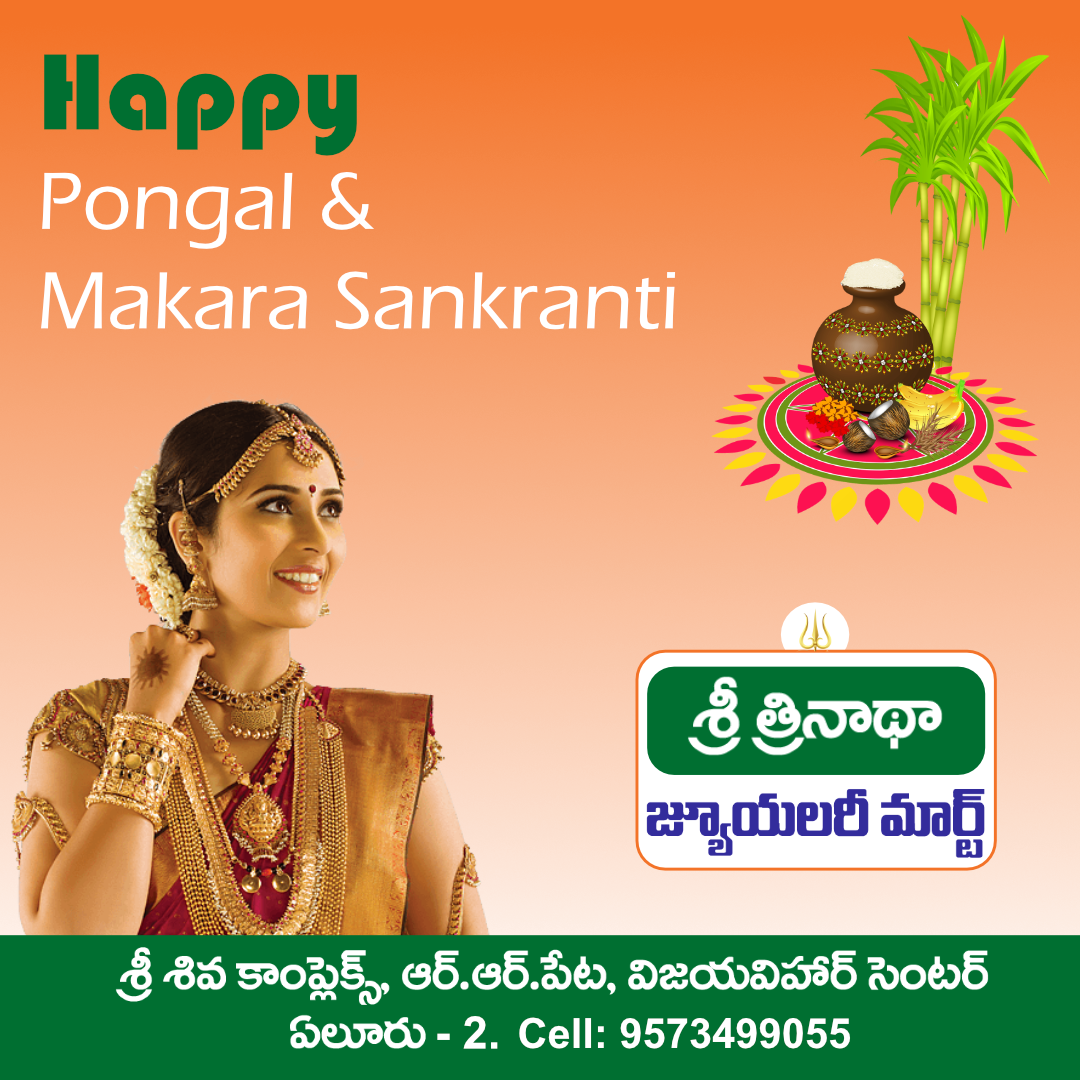 Happy
Pongal &
Makara Sankranti
శ్రీ త్రినాథా
జ్యూయలరీ మార్ట్
శ్రీ శివ కాంప్లెక్స్, ఆర్.ఆర్.పేట, విజయవిహార్ సెంటర్
ఏలూరు - 2. Cell: 9573499055